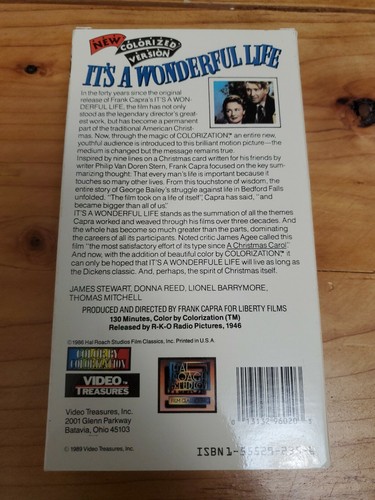 NEW
COLORIZED
VERSION
IT'S A WONDERFUL LIFE
In the forty years since the original
release of Frank Capra's IT'S A WON-
DERFUL LIFE, the film has not only
stood as the legendary director's great-
est work, but has become a permanent
part of the traditional American Christ-
mas. Now, through the magic of COLORIZATION,™ an entire new,
youthful audience is introduced to this brilliant motion picture—the
medium is changed but the message remains true.
Inspired by nine lines on a Christmas card written for his friends by
writer Philip Van Doren Stern, Frank Capra focused on the key sum-
marizing thought: That every man's life is important because it
touches so many other lives. From this touchstone of wisdom, the
entire story of George Bailey's struggle against life in Bedford Falls
unfolded. "The film took on a life of itself," Capra has said, "and
became bigger than all of us."
IT'S A WONDERFUL LIFE stands as the summation of all the themes
Capra worked and weaved through his films over three decades. And
the whole has become so much greater than the parts, dominating
the careers of all its participants. Noted critic James Agee called this
film "the most satisfactory effort of its type since A Christmas Carol."
And now, with the addition of beautiful color by COLORIZATION,™ it
can only be hoped that IT'S A WONDERFULE LIFE will live as long as
the Dickens classic. And, perhaps, the spirit of Christmas itself.
JAMES STEWART, DONNA REED, LIONEL BARRYMORE,
THOMAS MITCHELL
PRODUCED AND DIRECTED BY FRANK CAPRA FOR LIBERTY FILMS
130 Minutes, Color by Colorization (TM)
Released by R-K-O Radio Pictures, 1946
©1986 Hal Roach Studios Film Classics, Inc. Printed in U.S.A.
COLOR BY
COLORIZATION
VIDEO™
TREASURES
HAL
ROACH
STUDIOS
FILM CLASSICS
Video Treasures, Inc.
2001 Glenn Parkway
Batavia, Ohio 45103
© 1989 Video Treasures, Inc.